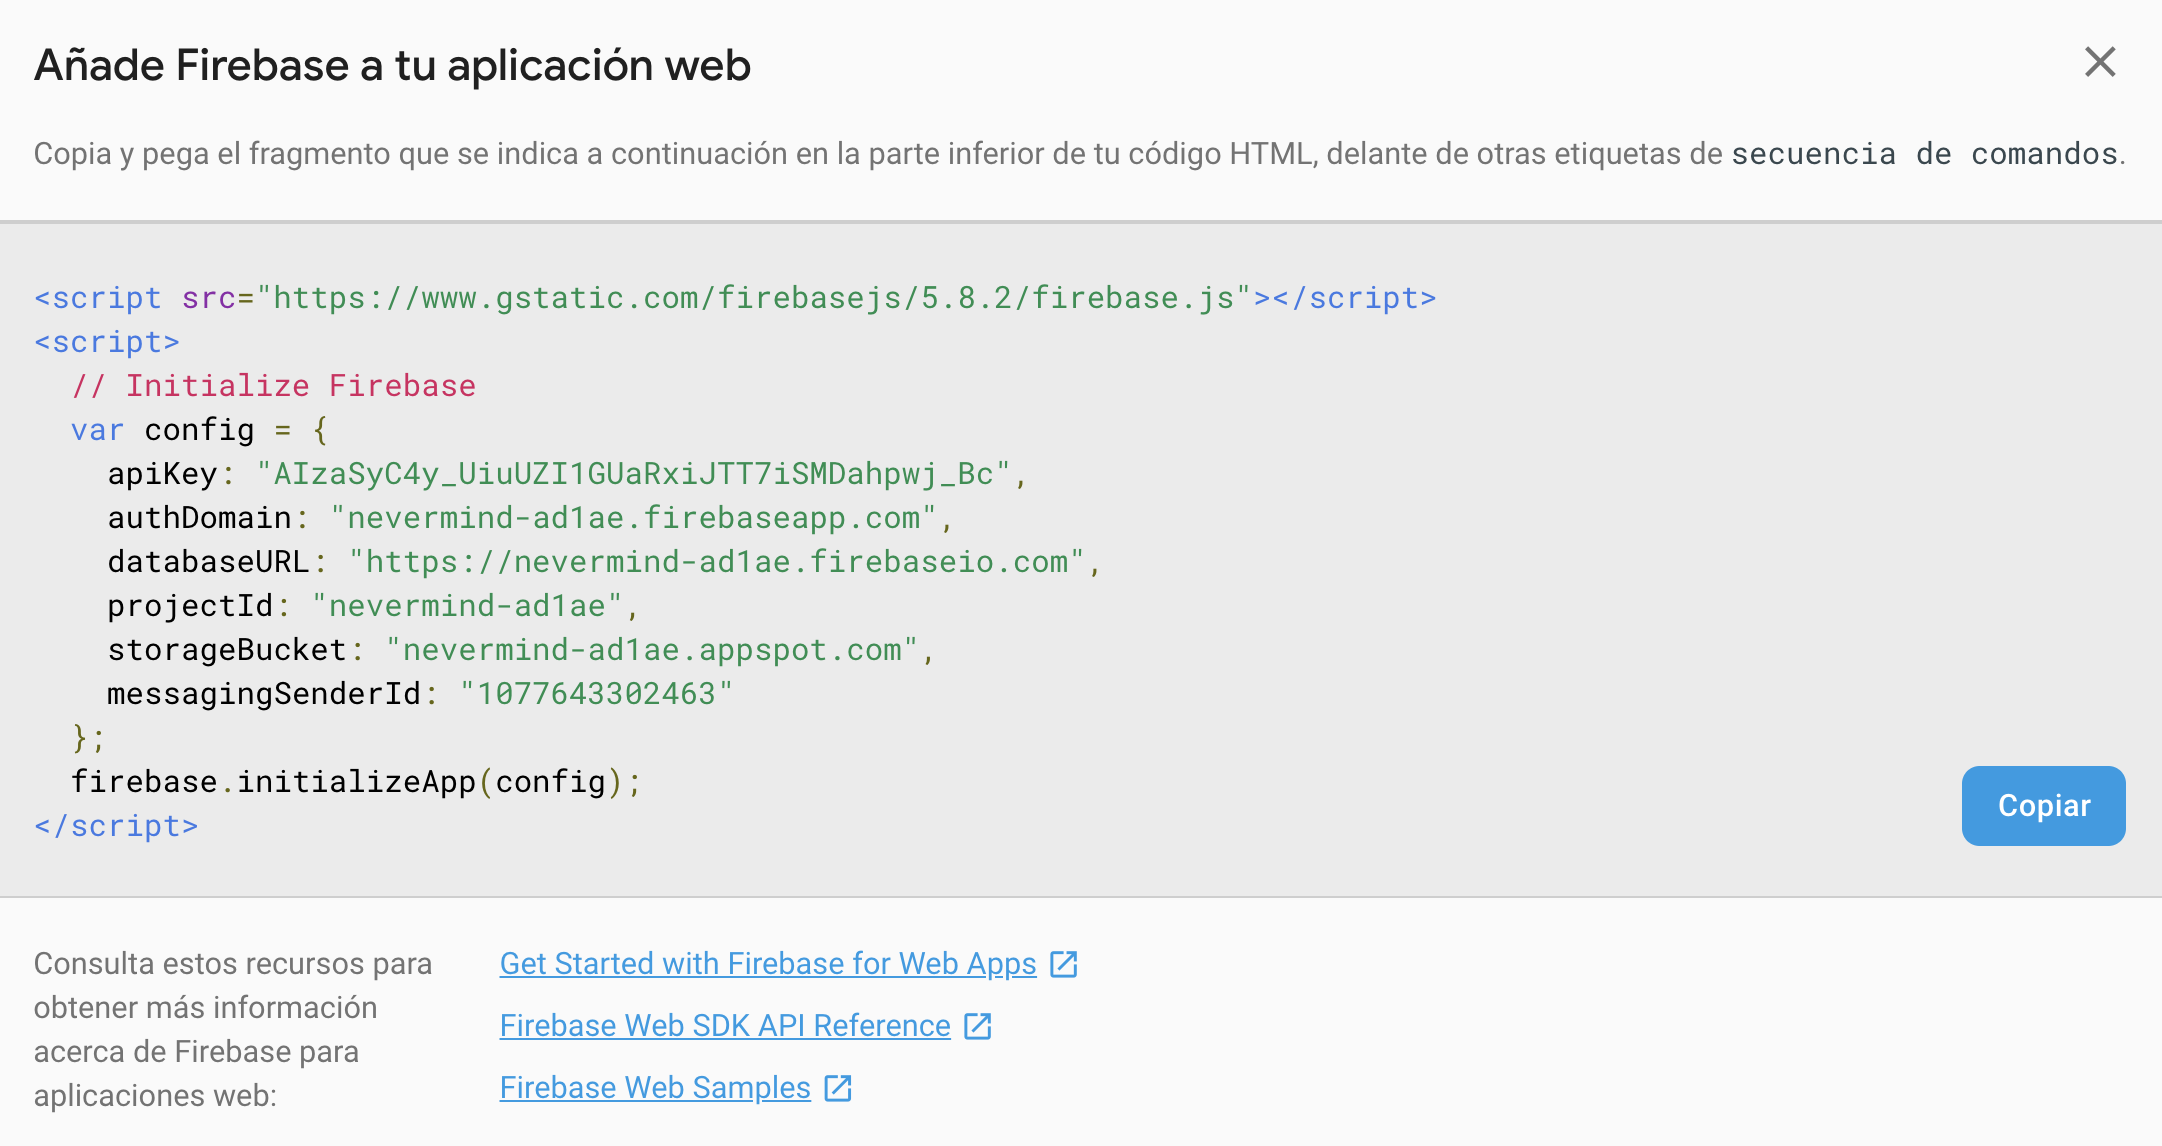 Añade Firebase a tu aplicación web
Copia y pega el fragmento que se indica a continuación en la parte inferior de tu código HTML, delante de otras etiquetas de secuencia de comandos.
<script src="https://www.gstatic.com/firebasejs/5.8.2/firebase.js"></script>
<script>
  // Initialize Firebase
  var config = {
    apiKey: "AIzaSyC4y_UiuUZI1GUaRxiJTT7iSMDahpwj_Bc",
    authDomain: "nevermind-ad1ae.firebaseapp.com",
    databaseURL: "https://nevermind-ad1ae.firebaseio.com",
    projectId: "nevermind-ad1ae",
    storageBucket: "nevermind-ad1ae.appspot.com",
    messagingSenderId: "1077643302463"
  };
  firebase.initializeApp(config);
</script>
Copiar
Consulta estos recursos para
obtener más información
acerca de Firebase para
aplicaciones web:
Get Started with Firebase for Web Apps
Firebase Web SDK API Reference
Firebase Web Samples